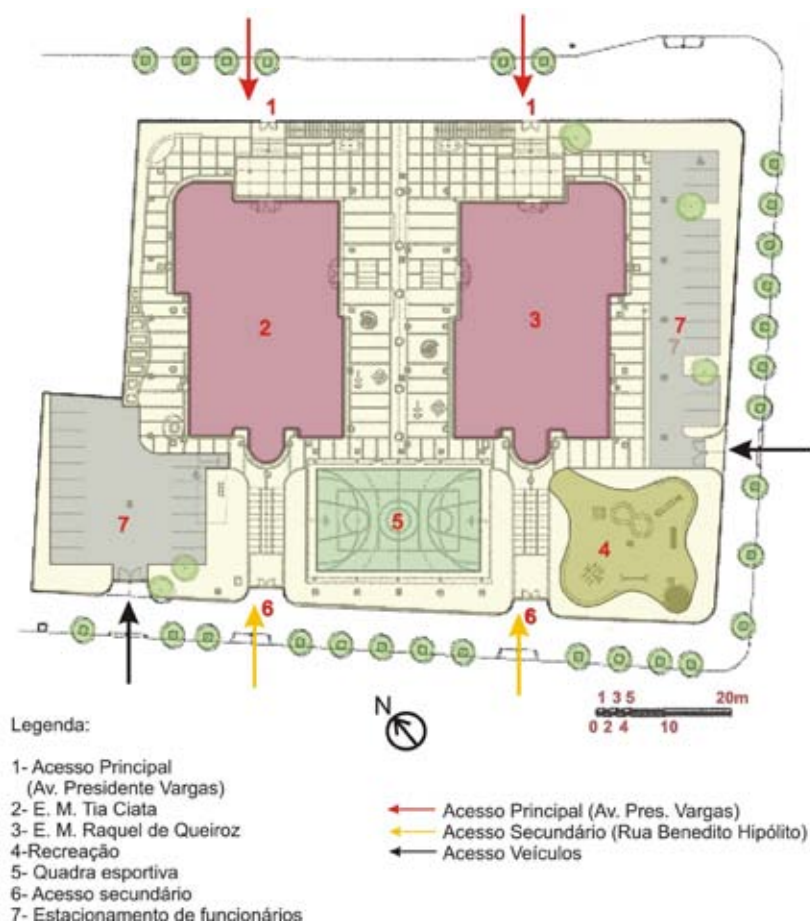 1
1
2
3
7
7
7
5
4
6
6
N
1 3 5 20m
0 2 4 10
Legenda:
1- Acesso Principal
(Av. Presidente Vargas)
2- E. M. Tia Ciata
3- E. M. Raquel de Queiroz
4-Recreação
5- Quadra esportiva
6- Acesso secundário
7- Estacionamento de funcionários
Acesso Principal (Av. Pres. Vargas)
Acesso Secundário (Rua Benedito Hipólito)
Acesso Veículos